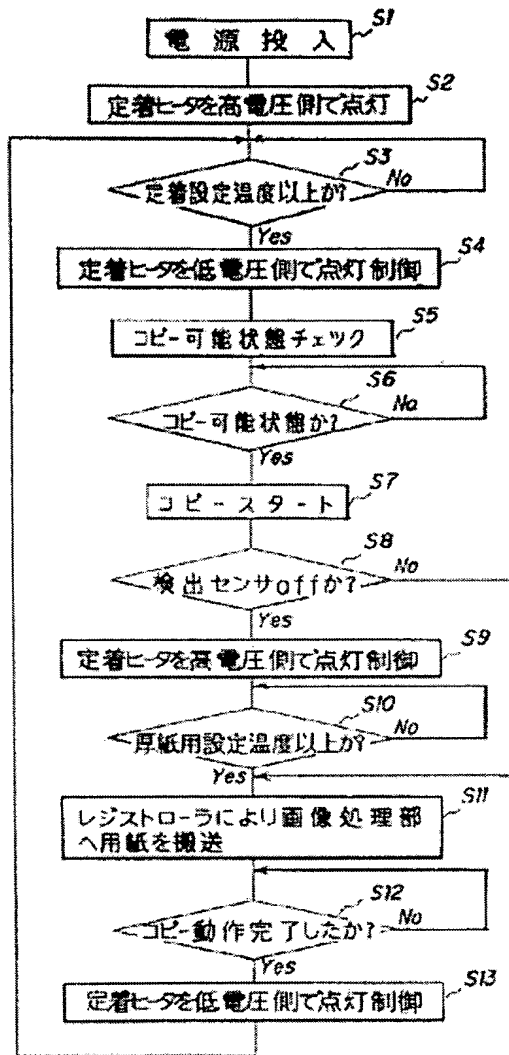 S1
電源投入
S2
定着ヒータを高電圧側で点灯
S3
定着設定温度以上か?
No
Yes
S4
定着ヒータを低電圧側で点灯制御
S5
コピー可能状態チェック
S6
コピー可能状態か?
No
Yes
S7
コピースタート
S8
検出センサoffか?
No
Yes
S9
定着ヒータを高電圧側で点灯制御
S10
厚紙用設定温度以上か?
No
Yes
S11
レジストローラにより画像処理部
へ用紙を搬送
S12
コピー動作完了したか?
No
Yes
S13
定着ヒータを低電圧側で点灯制御